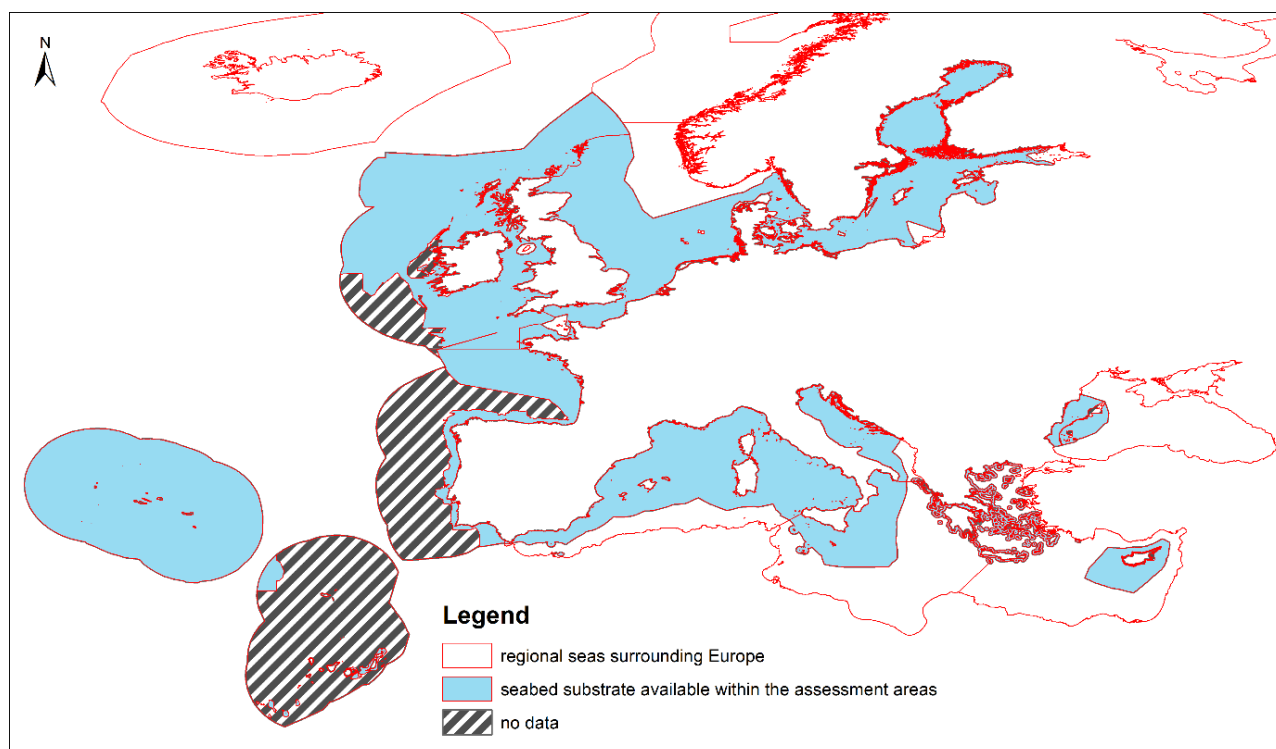 N
Legend
regional seas surrounding Europe
seabed substrate available within the assessment areas
no data